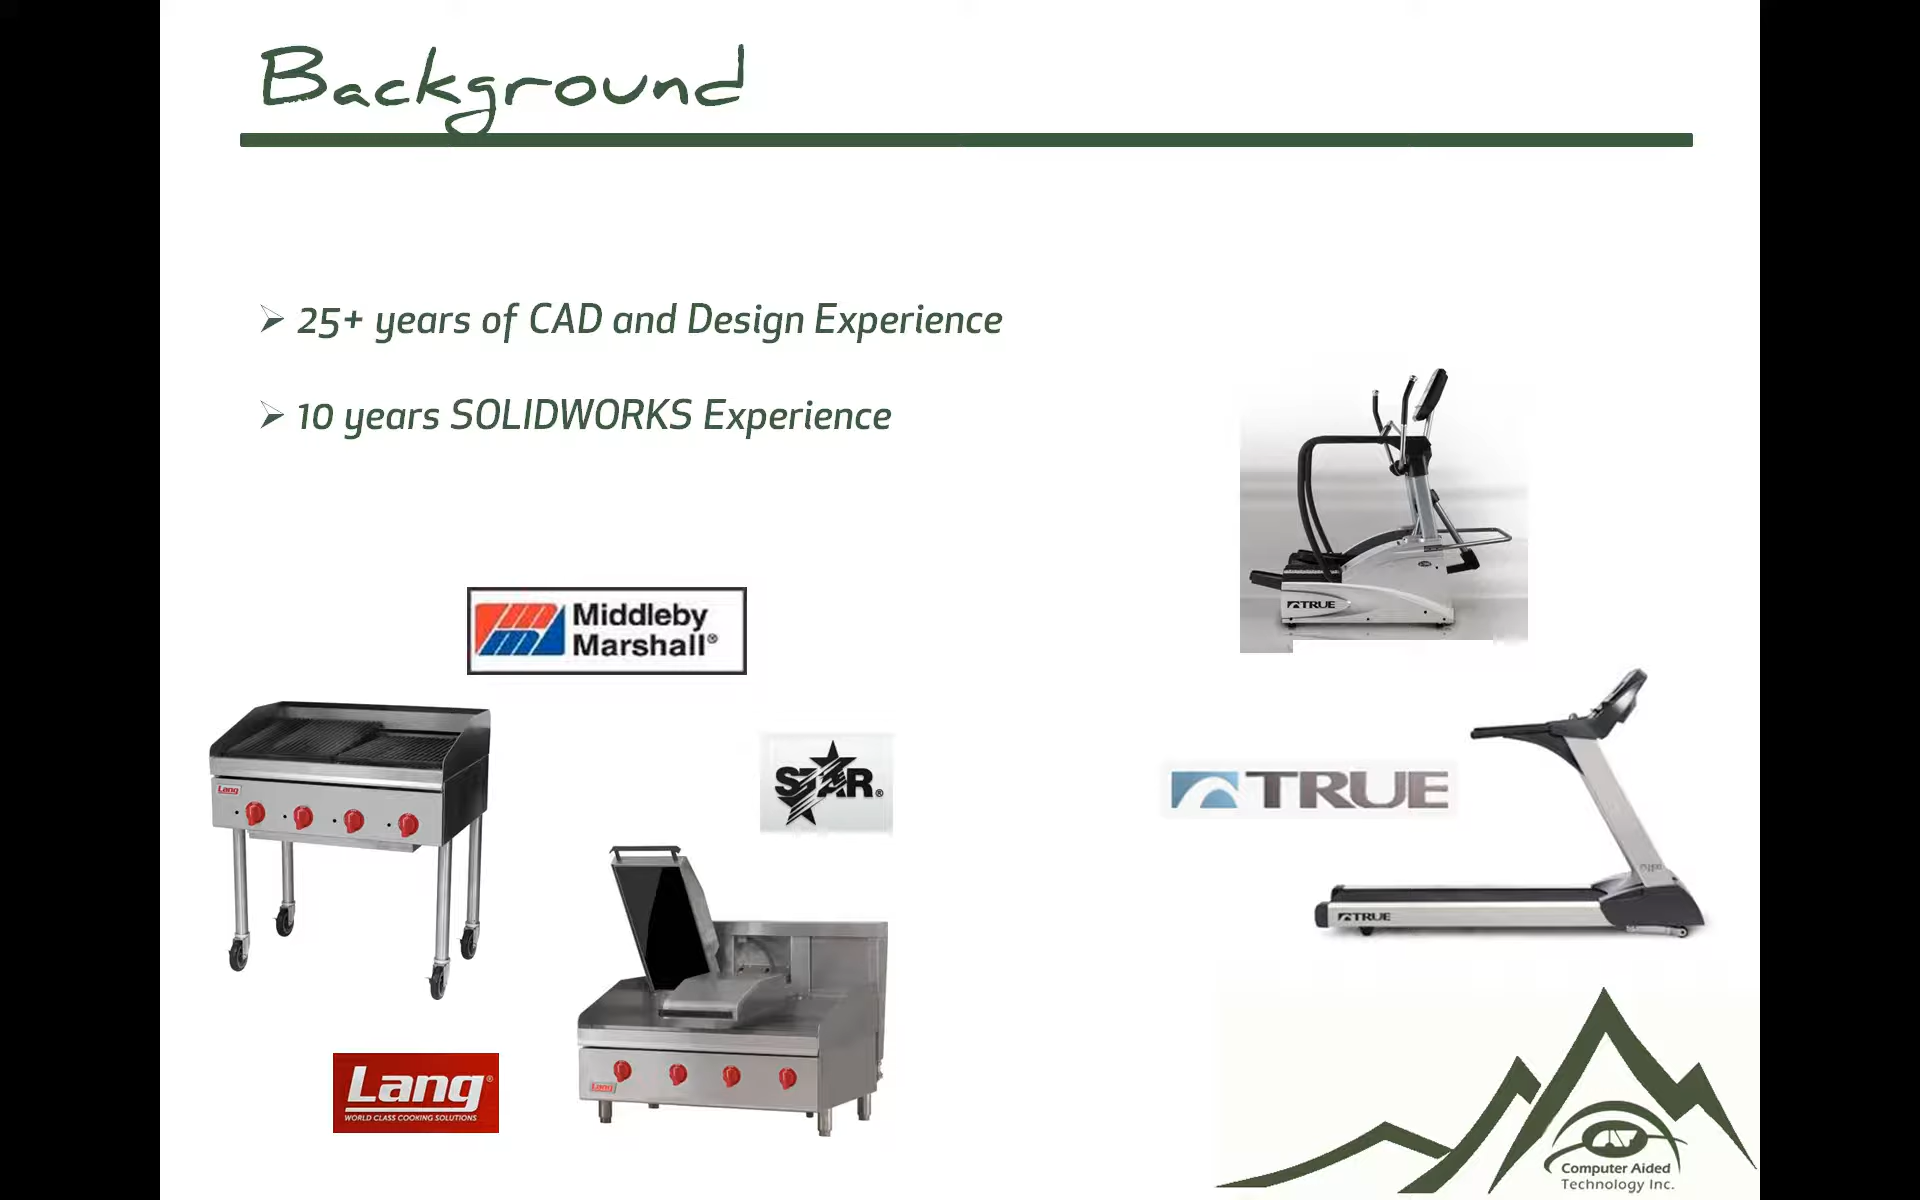 Background
25+ years of CAD and Design Experience
10 years SOLIDWORKS Experience
TRUE
Middleby
Marshall®
STAR®
TRUE
Lang
TRUE
Lang®
WORLD CLASS COOKING SOLUTIONS
Lang
Computer Aided
Technology Inc.